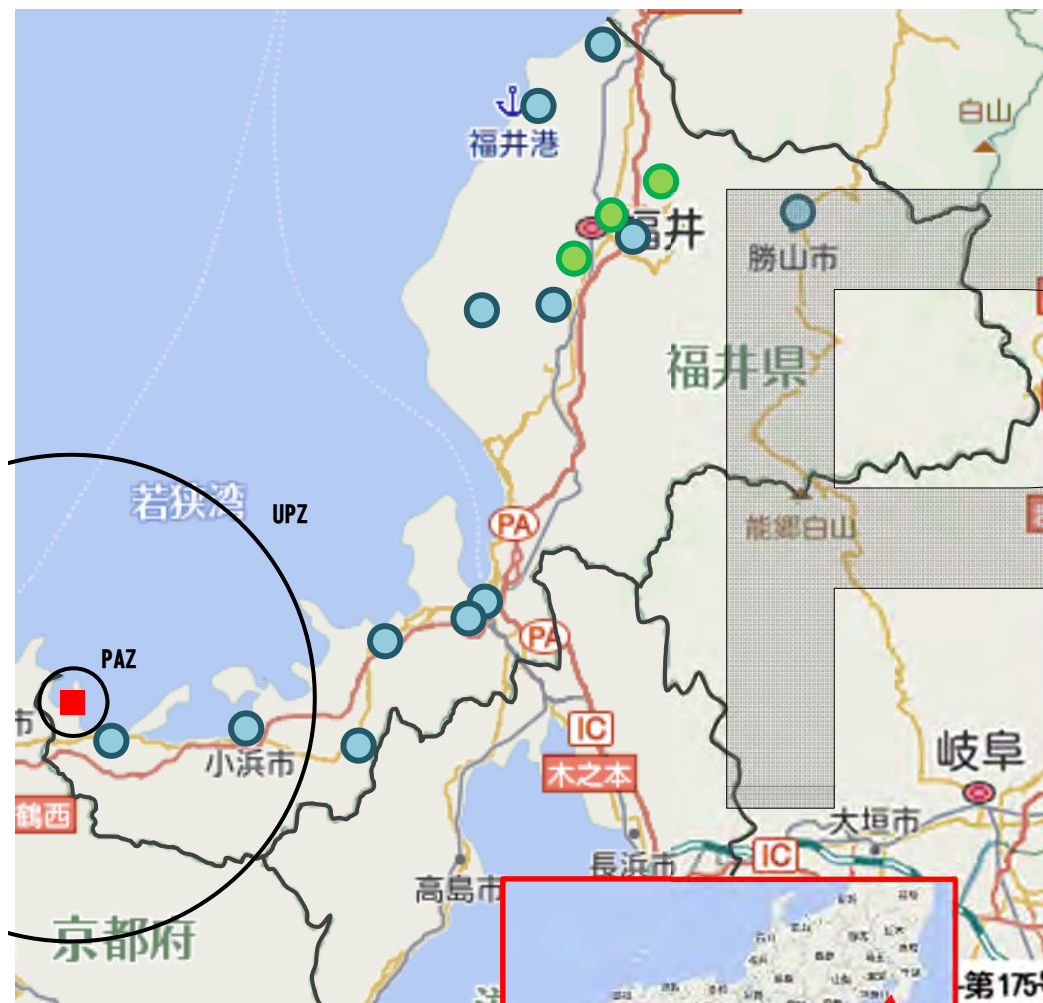 白山
福井港
福井
勝山市
福井県
若狭湾
UPZ
PA
能郷白山
PAZ
PA
市
小浜市
IC
木之本
岐阜
鶴西
大垣市
長浜市
IC
高島市
京都府
-第175